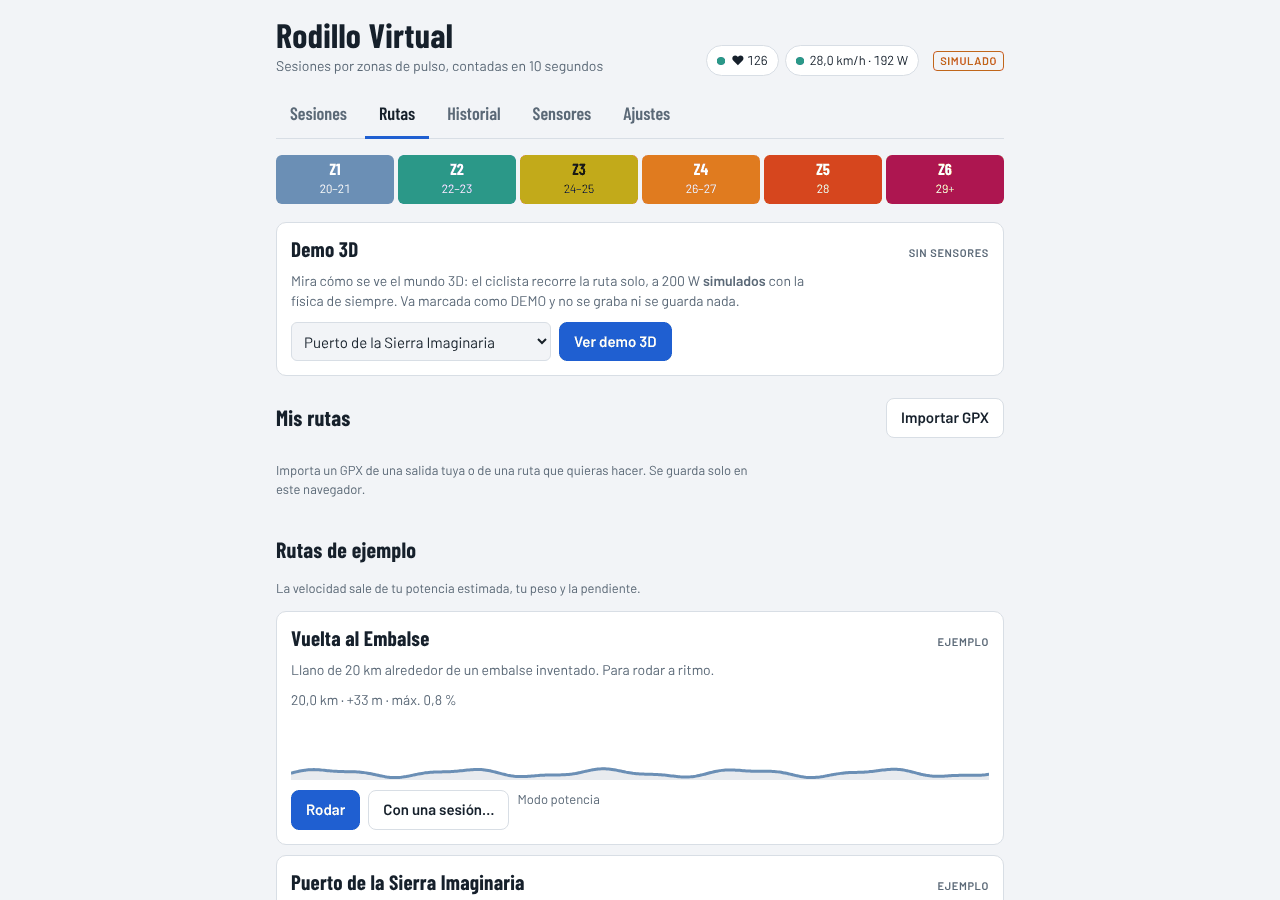 Rodillo Virtual
Sesiones por zonas de pulso, contadas en 10 segundos
♥ 126
28,0 km/h · 192 W
SIMULADO
Sesiones
Rutas
Historial
Sensores
Ajustes
Z1
20–21
Z2
22–23
Z3
24–25
Z4
26–27
Z5
28
Z6
29+
Demo 3D
SIN SENSORES
Mira cómo se ve el mundo 3D: el ciclista recorre la ruta solo, a 200 W simulados con la
física de siempre. Va marcada como DEMO y no se graba ni se guarda nada.
Puerto de la Sierra Imaginaria
Ver demo 3D
Mis rutas
Importar GPX
Importa un GPX de una salida tuya o de una ruta que quieras hacer. Se guarda solo en
este navegador.
Rutas de ejemplo
La velocidad sale de tu potencia estimada, tu peso y la pendiente.
Vuelta al Embalse
EJEMPLO
Llano de 20 km alrededor de un embalse inventado. Para rodar a ritmo.
20,0 km · +33 m · máx. 0,8 %
Rodar
Con una sesión…
Modo potencia
Puerto de la Sierra Imaginaria
EJEMPLO